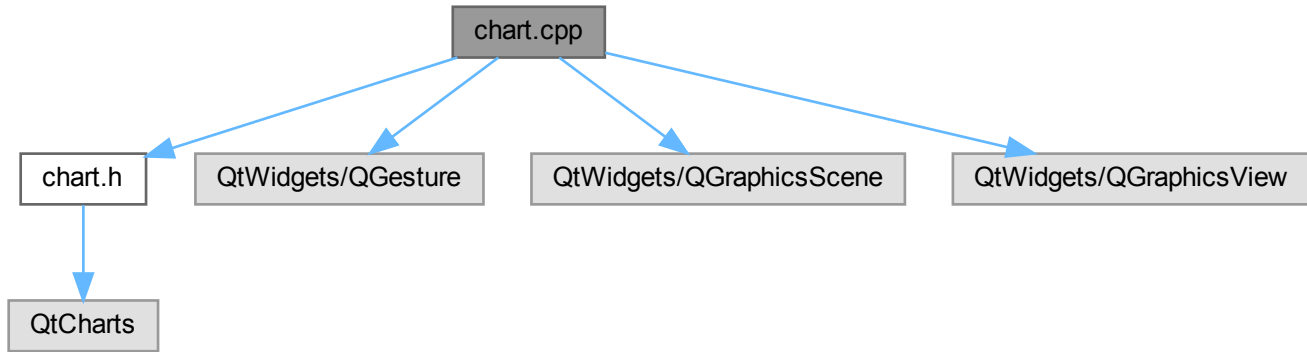 chart.cpp
chart.h
QtWidgets/QGesture
QtWidgets/QGraphicsScene
QtWidgets/QGraphicsView
QtCharts